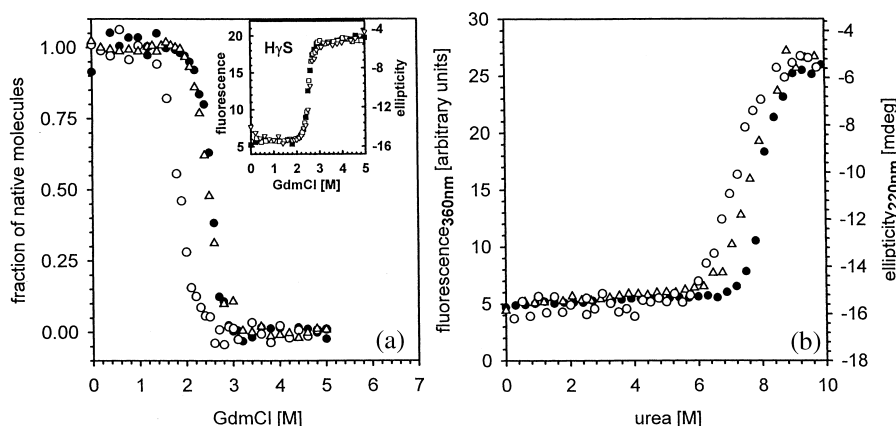 fraction of native molecules
1.00
0.75
0.50
0.25
0.00
0 1 2 3 4 5 6 7
GdmCl [M]
(a)
HγS
fluorescence
20
15
10
5
ellipticity
-4
-8
-12
-16
0 1 2 3 4 5
GdmCl [M]
fluorescence360nm [arbitrary units]
30
25
20
15
10
5
0
0 2 4 6 8 10
urea [M]
(b)
ellipticity220nm [mdeg]
-4
-6
-8
-10
-12
-14
-16
-18